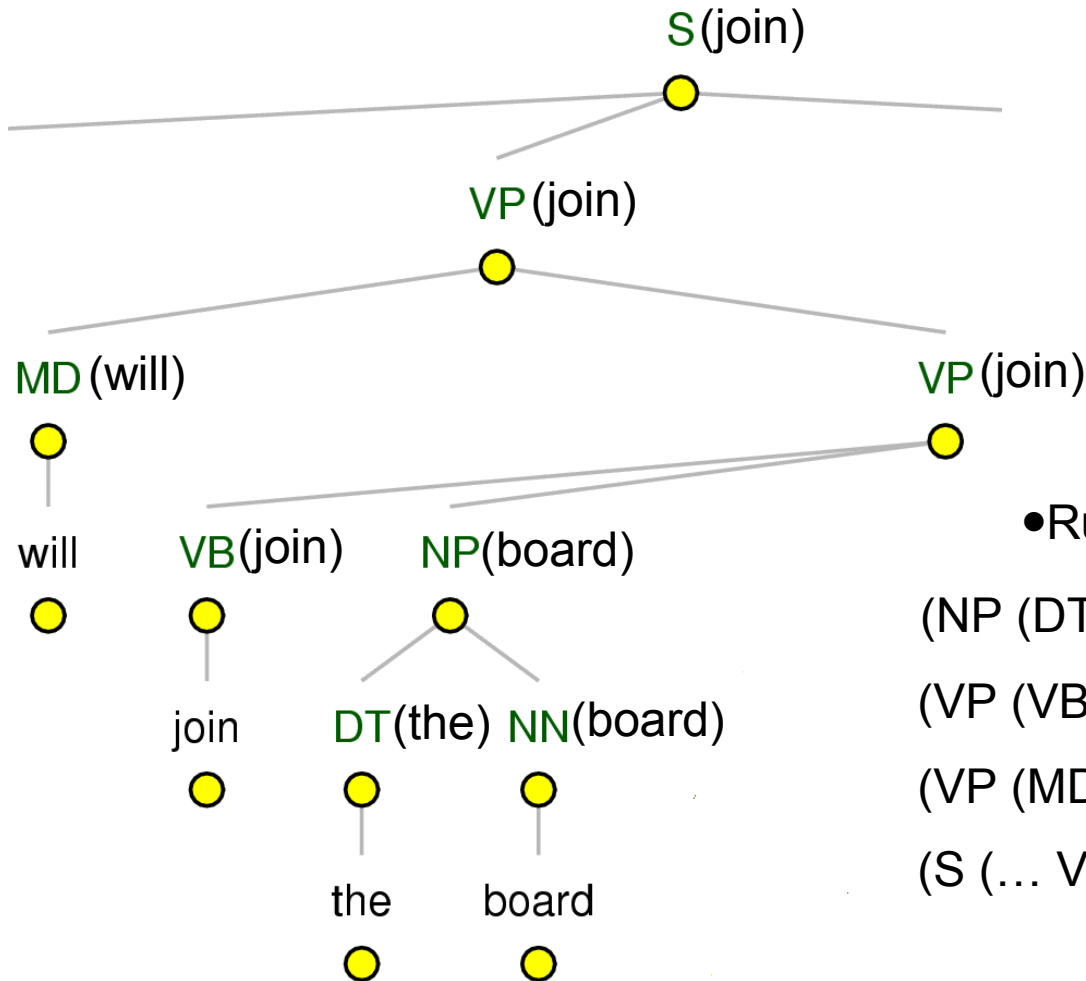 S(join)
VP(join)
MD(will) VP(join)
•Ru
will VB(join) NP(board)
(NP (DT
(VP (VB
join DT(the) NN(board)
(VP (MD
(S (… V
the board